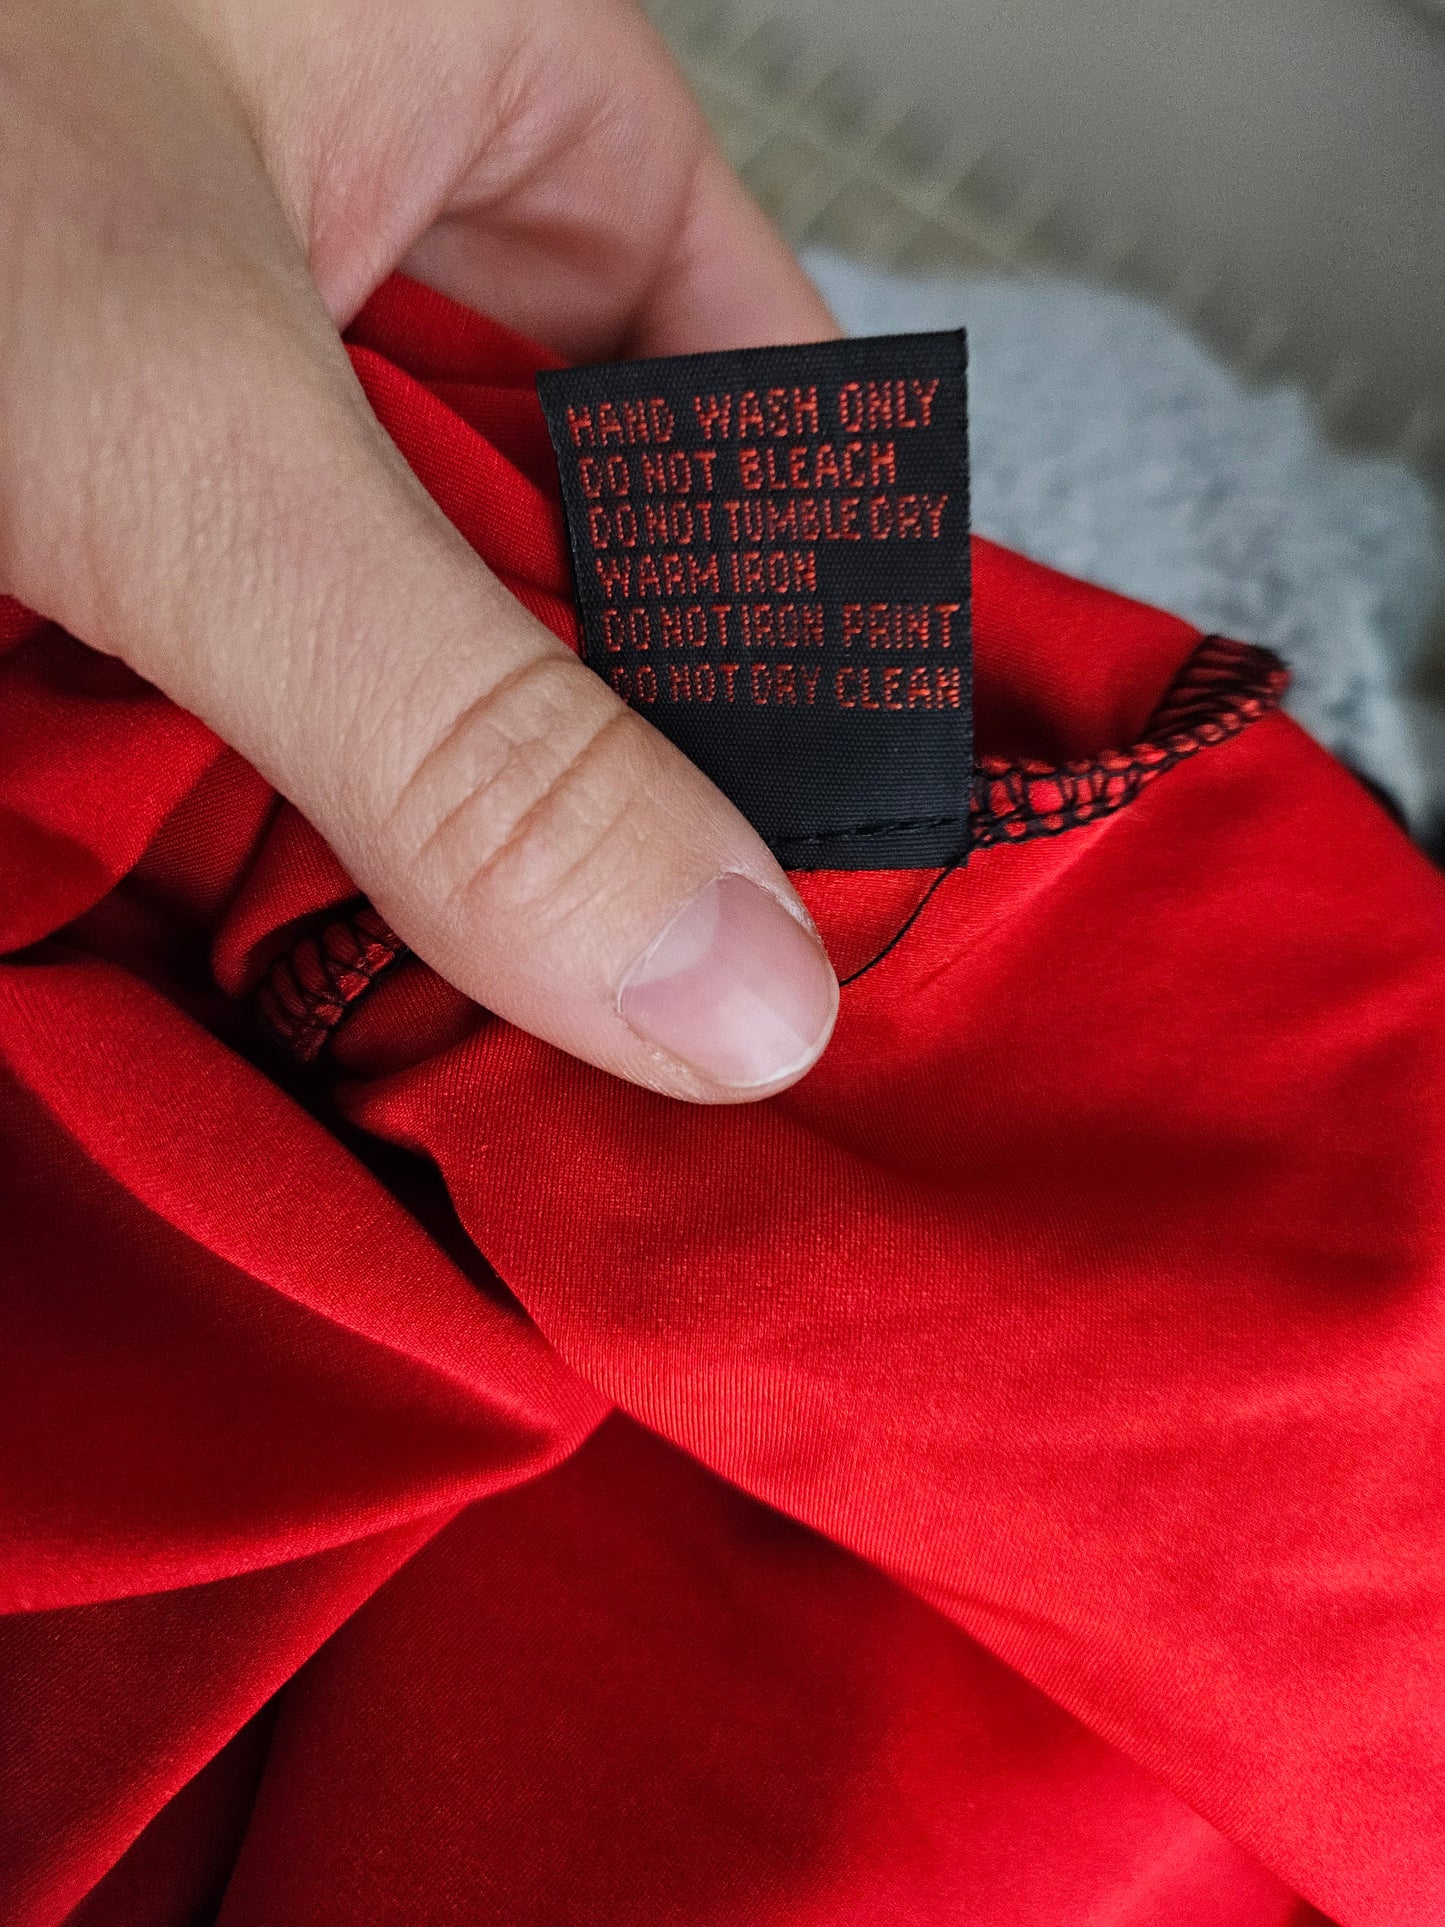 HAND WASH ONLY
DO NOT BLEACH
DO NOT TUMBLE DRY
WARM IRON
DO NOT IRON PRINT
DO NOT DRY CLEAN